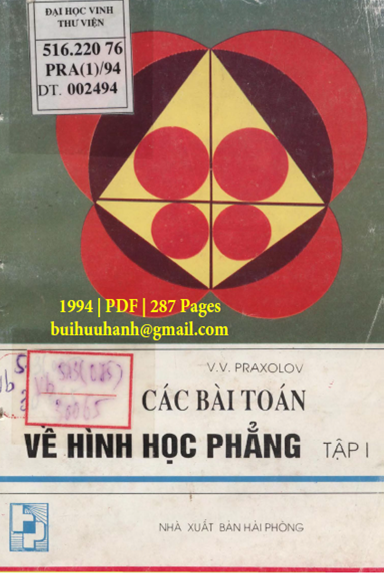 ĐẠI HỌC VINH
THƯ VIỆN
516.220 76
PRA(1)/94
DT. 002494
1994 | PDF | 287 Pages
buihuuhanh@gmail.com
V.V. PRAXOLOV
CÁC BÀI TOÁN
VỀ HÌNH HỌC PHẲNG TẬP I
NHÀ XUẤT BẢN HẢI PHÒNG